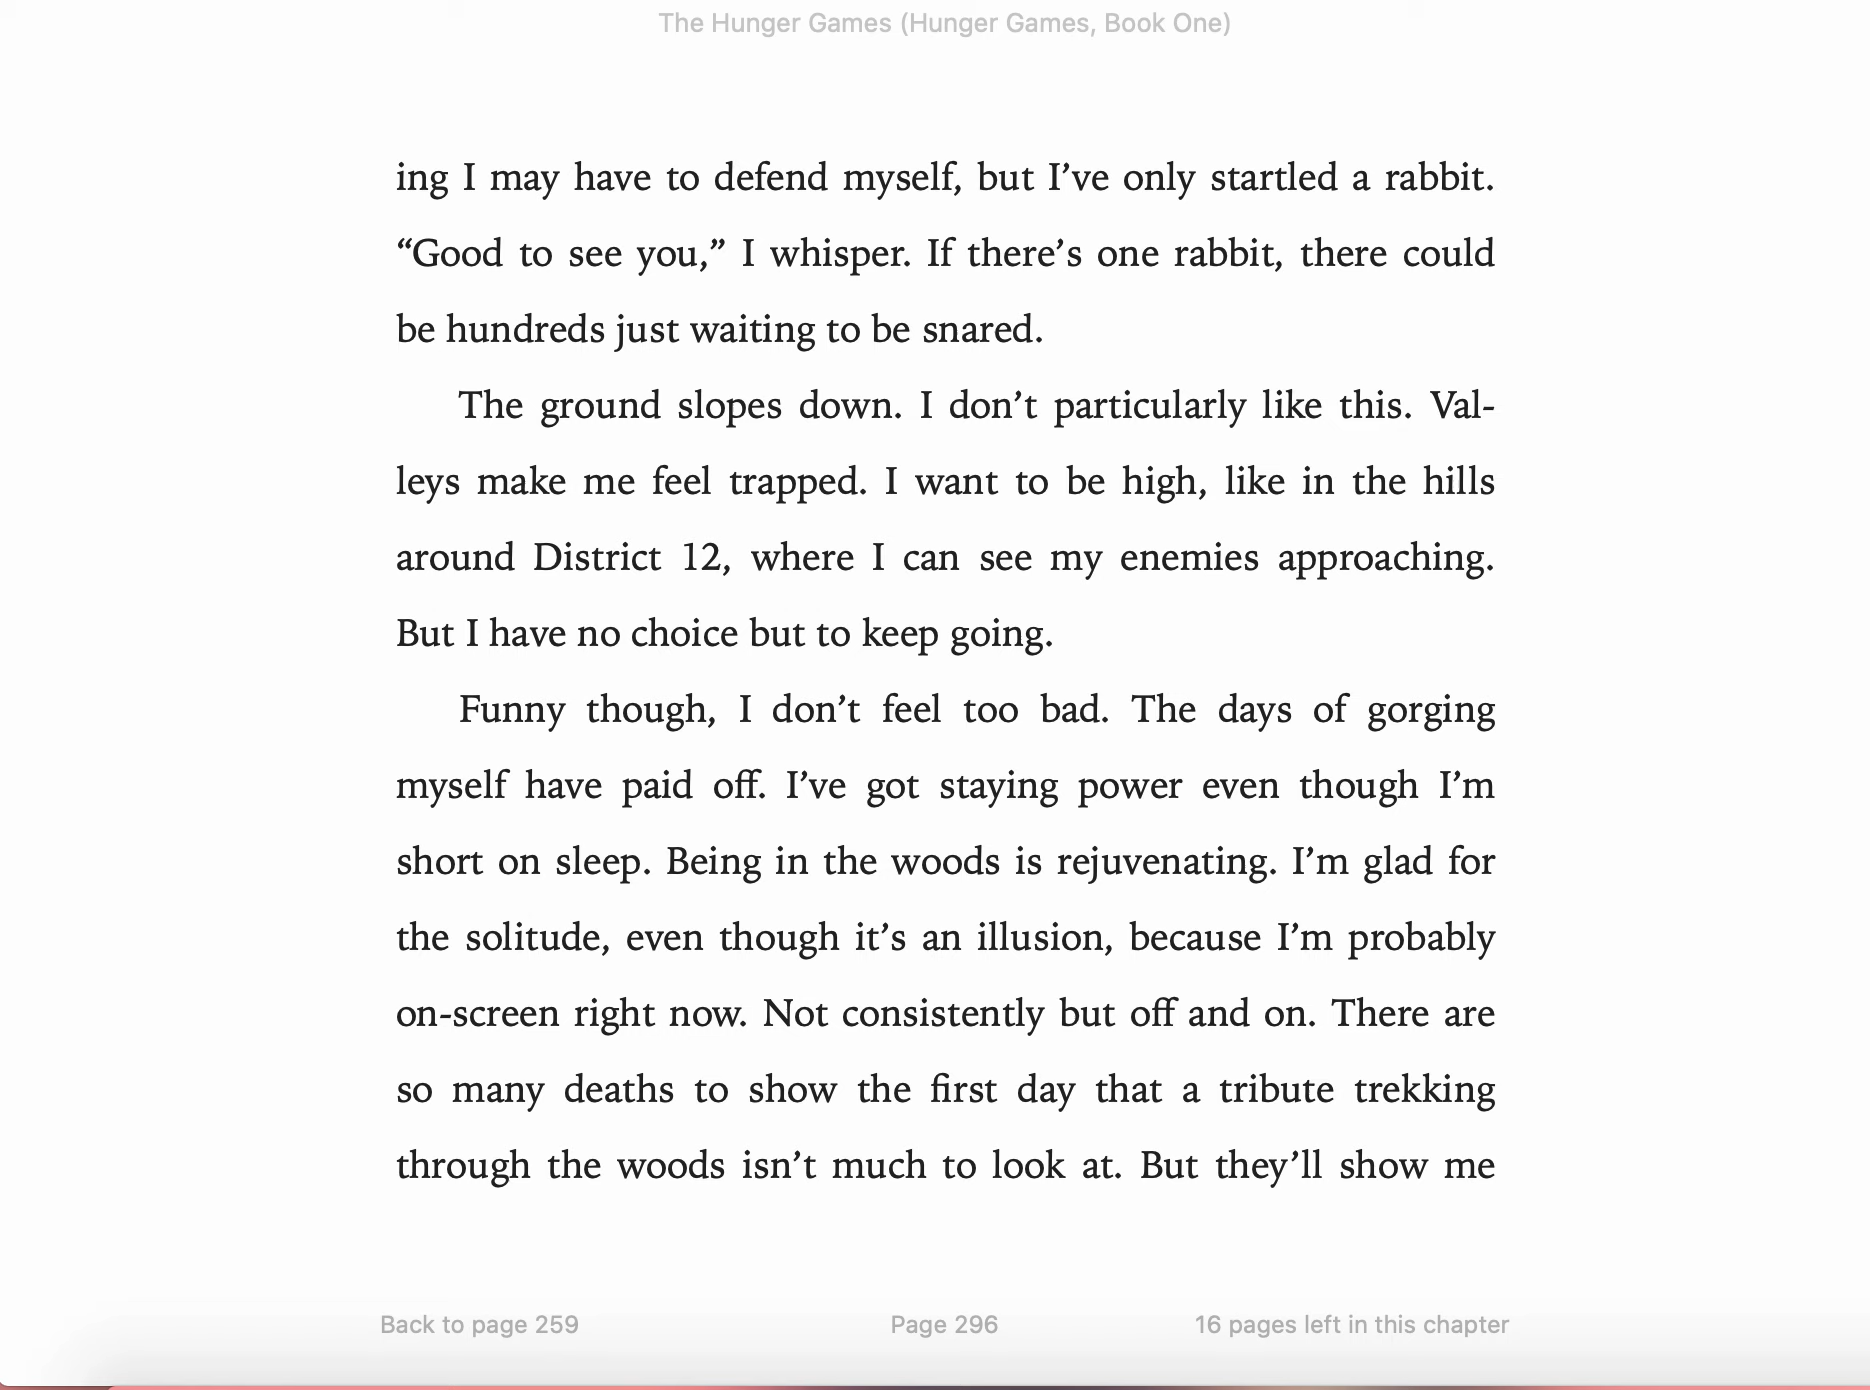 The Hunger Games (Hunger Games, Book One)
ing I may have to defend myself, but I’ve only startled a rabbit.
“Good to see you,” I whisper. If there’s one rabbit, there could
be hundreds just waiting to be snared.
The ground slopes down. I don’t particularly like this. Val-
leys make me feel trapped. I want to be high, like in the hills
around District 12, where I can see my enemies approaching.
But I have no choice but to keep going.
Funny though, I don’t feel too bad. The days of gorging
myself have paid off. I’ve got staying power even though I’m
short on sleep. Being in the woods is rejuvenating. I’m glad for
the solitude, even though it’s an illusion, because I’m probably
on-screen right now. Not consistently but off and on. There are
so many deaths to show the first day that a tribute trekking
through the woods isn’t much to look at. But they’ll show me
Back to page 259
Page 296
16 pages left in this chapter